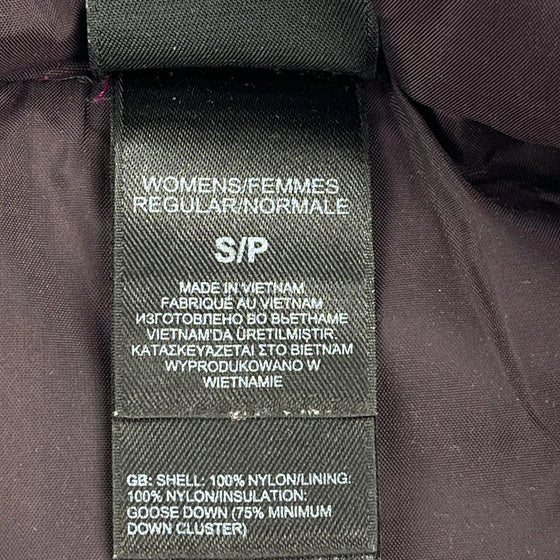 WOMENS/FEMMES
REGULAR/NORMALE
S/P
MADE IN VIETNAM
FABRIQUÉ AU VIETNAM
ИЗГОТОВЛЕНО ВО ВЬЕТНАМЕ
VIETNAM'DA ÜRETILMIŞTIR.
ΚΑΤΑΣΚΕΥΑΖΕΤΑΙ ΣΤΟ ΒΙΕΤΝΑΜ
WYPRODUKOWANO W
WIETNAMIE
GB: SHELL: 100% NYLON/LINING:
100% NYLON/INSULATION:
GOOSE DOWN (75% MINIMUM
DOWN CLUSTER)